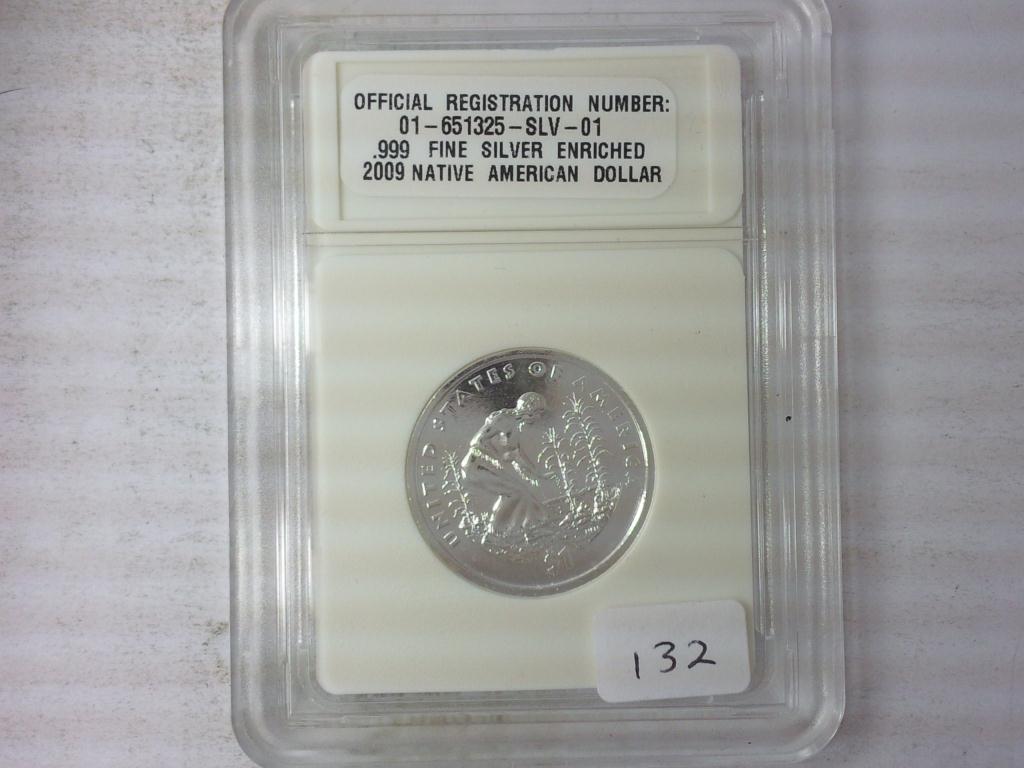 OFFICIAL REGISTRATION NUMBER:
01-651325-SLV-01
.999 FINE SILVER ENRICHED
2009 NATIVE AMERICAN DOLLAR
UNITED STATES OF AMERICA
$1
132